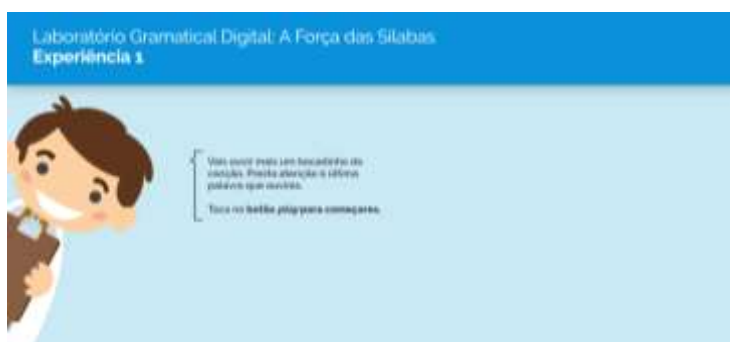 Laboratório Gramatical Digital: A Força das Sílabas
Experiência 1
Vais ouvir mais um bocadinho da
canção. Presta atenção à última
palavra que ouvires.
Toca no botão play para começares.